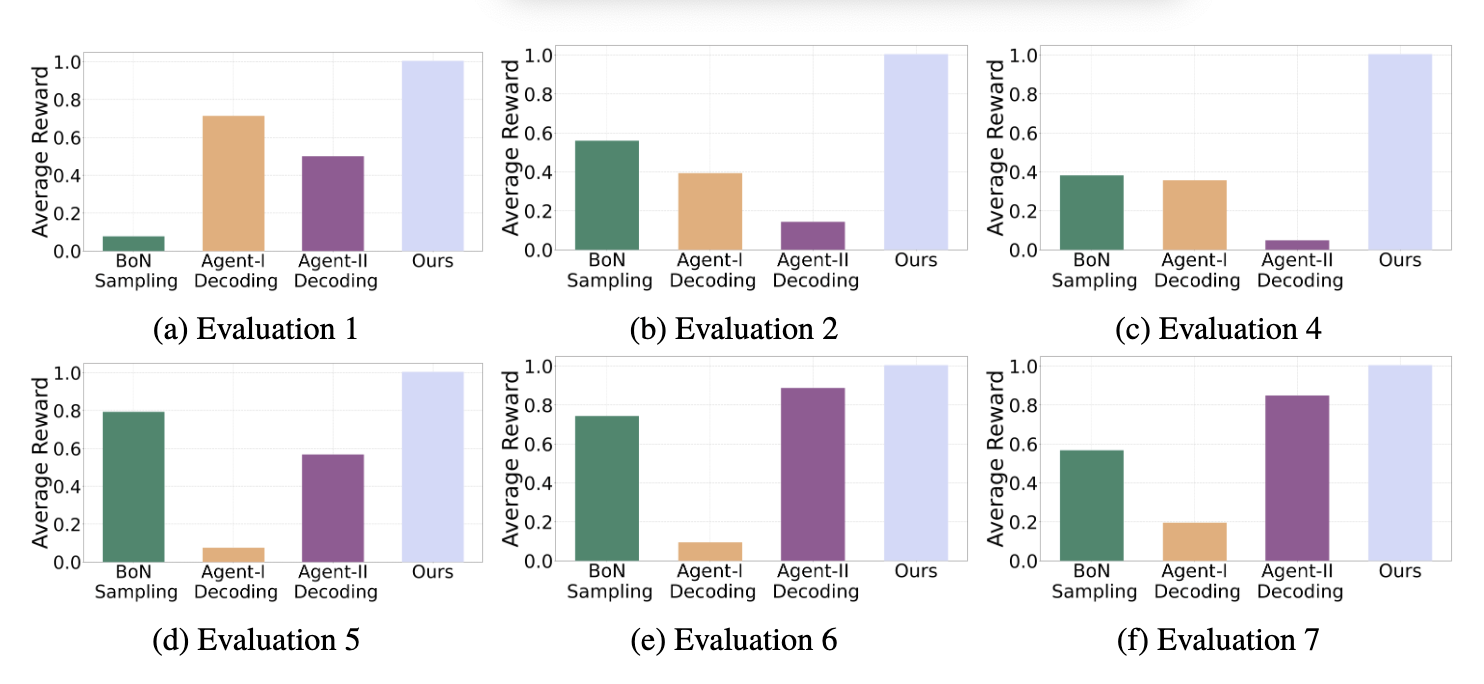 Average Reward
1.0
0.8
0.6
0.4
0.2
0.0
BoN Sampling
Agent-I Decoding
Agent-II Decoding
Ours
(a) Evaluation 1
Average Reward
1.0
0.8
0.6
0.4
0.2
0.0
BoN Sampling
Agent-I Decoding
Agent-II Decoding
Ours
(b) Evaluation 2
Average Reward
1.0
0.8
0.6
0.4
0.2
0.0
BoN Sampling
Agent-I Decoding
Agent-II Decoding
Ours
(c) Evaluation 4
Average Reward
1.0
0.8
0.6
0.4
0.2
0.0
BoN Sampling
Agent-I Decoding
Agent-II Decoding
Ours
(d) Evaluation 5
Average Reward
1.0
0.8
0.6
0.4
0.2
0.0
BoN Sampling
Agent-I Decoding
Agent-II Decoding
Ours
(e) Evaluation 6
Average Reward
1.0
0.8
0.6
0.4
0.2
0.0
BoN Sampling
Agent-I Decoding
Agent-II Decoding
Ours
(f) Evaluation 7